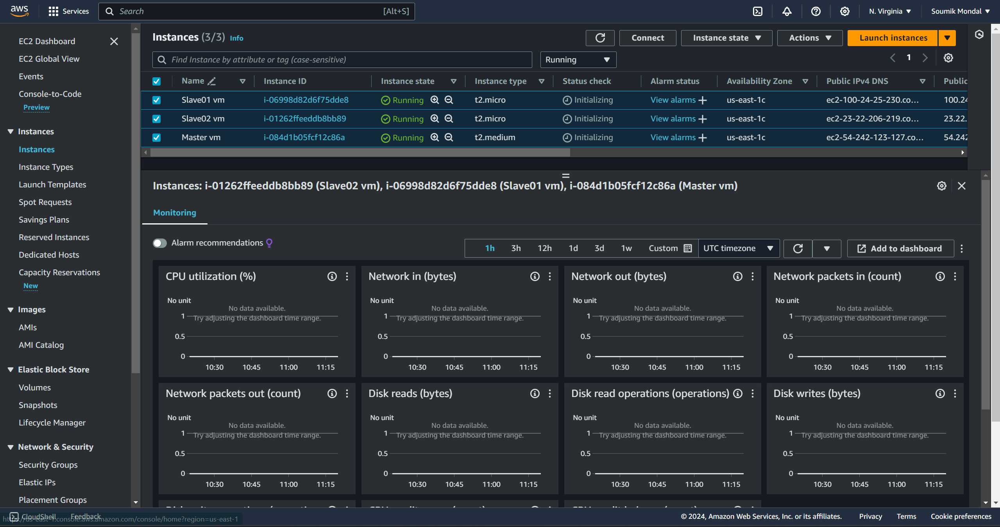 aws
Services
Search
[Alt+S]
N. Virginia
Soumik Mondal
EC2 Dashboard
EC2 Global View
Events
Console-to-Code
Preview
Instances
Instances
Instance Types
Launch Templates
Spot Requests
Savings Plans
Reserved Instances
Dedicated Hosts
Capacity Reservations
New
Images
AMIs
AMI Catalog
Elastic Block Store
Volumes
Snapshots
Lifecycle Manager
Network & Security
Security Groups
Elastic IPs
Placement Groups
Instances (3/3) Info
Connect
Instance state
Actions
Launch instances
Find Instance by attribute or tag (case-sensitive)
Running
1
Name Instance ID Instance state Instance type Status check Alarm status Availability Zone Public IPv4 DNS Public
Slave01 vm i-06998d82d6f75dde8 Running t2.micro Initializing View alarms us-east-1c ec2-100-24-25-230.co... 100.24
Slave02 vm i-01262ffeeddb8bb89 Running t2.micro Initializing View alarms us-east-1c ec2-23-22-206-219.co... 23.22.
Master vm i-084d1b05fcf12c86a Running t2.medium Initializing View alarms us-east-1c ec2-54-242-123-127.co... 54.242
Instances: i-01262ffeeddb8bb89 (Slave02 vm), i-06998d82d6f75dde8 (Slave01 vm), i-084d1b05fcf12c86a (Master vm)
Monitoring
Alarm recommendations
1h 3h 12h 1d 3d 1w Custom UTC timezone
Add to dashboard
CPU utilization (%)
No unit
No data available.
Try adjusting the dashboard time range.
1
0.5
0
10:30 10:45 11:00 11:15
Network in (bytes)
No unit
No data available.
Try adjusting the dashboard time range.
1
0.5
0
10:30 10:45 11:00 11:15
Network out (bytes)
No unit
No data available.
Try adjusting the dashboard time range.
1
0.5
0
10:30 10:45 11:00 11:15
Network packets in (count)
No unit
No data available.
Try adjusting the dashboard time range.
1
0.5
0
10:30 10:45 11:00 11:15
Network packets out (count)
No unit
No data available.
Try adjusting the dashboard time range.
1
0.5
0
10:30 10:45 11:00 11:15
Disk reads (bytes)
No unit
No data available.
Try adjusting the dashboard time range.
1
0.5
0
10:30 10:45 11:00 11:15
Disk read operations (operations)
No unit
No data available.
Try adjusting the dashboard time range.
1
0.5
0
10:30 10:45 11:00 11:15
Disk writes (bytes)
No unit
No data available.
Try adjusting the dashboard time range.
1
0.5
0
10:30 10:45 11:00 11:15
CloudShell Feedback
https://us-east-1.console.aws.amazon.com/console/home?region=us-east-1
© 2024, Amazon Web Services, Inc. or its affiliates. Privacy Terms Cookie preferences